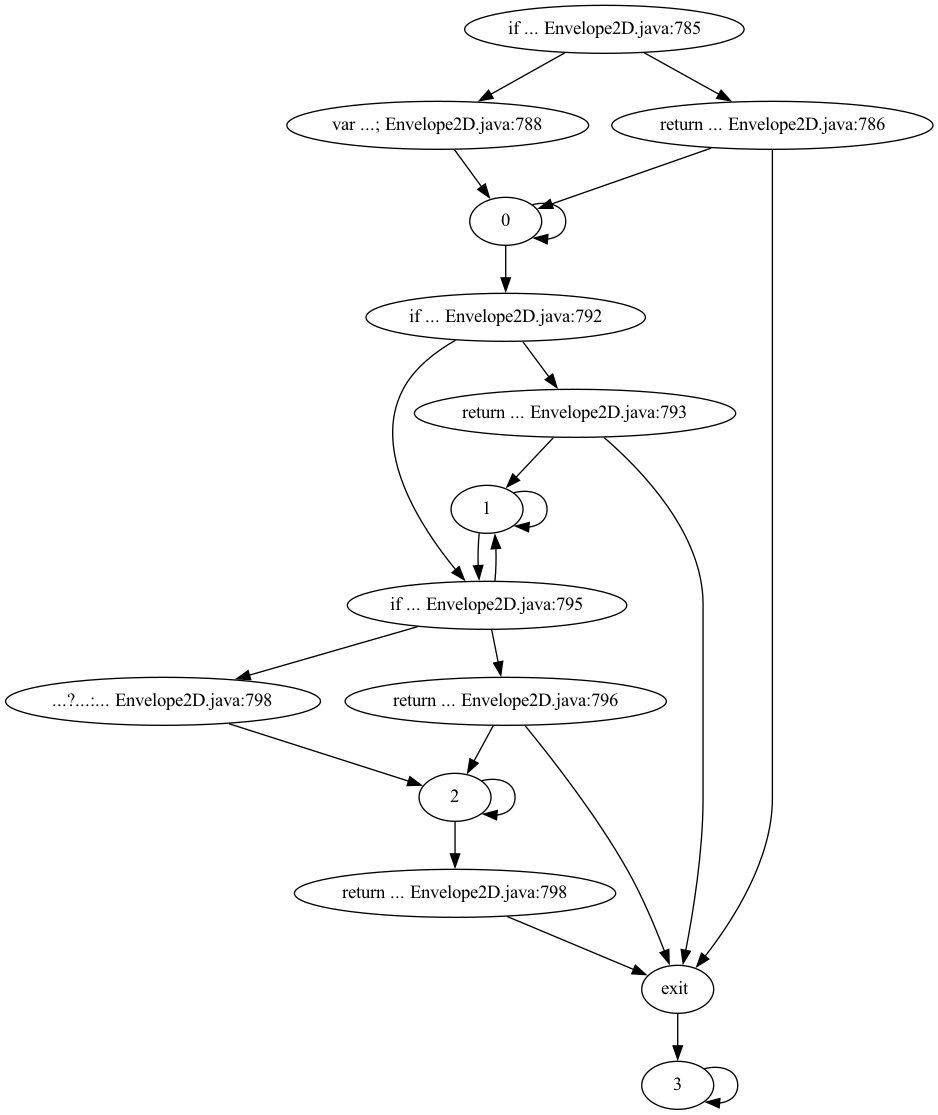 if ... Envelope2D.java:785
var ...; Envelope2D.java:788
return ... Envelope2D.java:786
0
if ... Envelope2D.java:792
return ... Envelope2D.java:793
1
if ... Envelope2D.java:795
...?...:... Envelope2D.java:798
return ... Envelope2D.java:796
2
return ... Envelope2D.java:798
exit
3